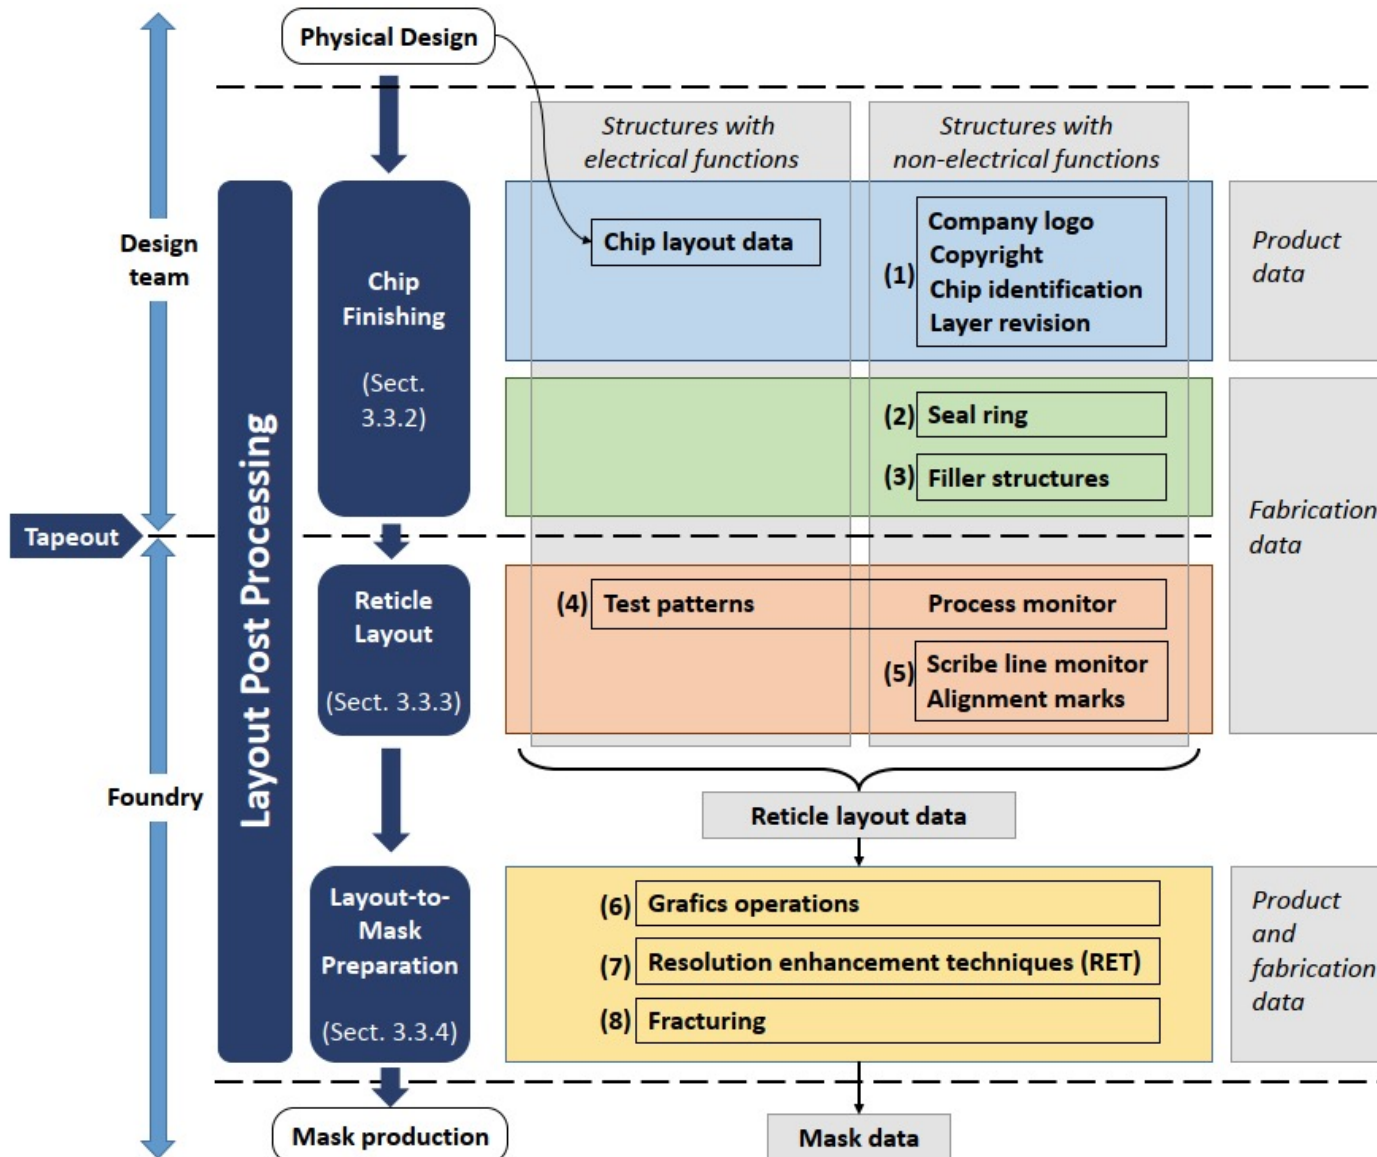 Physical Design
Structures with
electrical functions
Structures with
non-electrical functions
Design
team
Layout Post Processing
Chip
Finishing
(Sect.
3.3.2)
Chip layout data
(1)
Company logo
Copyright
Chip identification
Layer revision
Product
data
(2) Seal ring
(3) Filler structures
Fabrication
data
Tapeout
Reticle
Layout
(Sect. 3.3.3)
(4) Test patterns Process monitor
(5)
Scribe line monitor
Alignment marks
Foundry
Reticle layout data
Layout-to-
Mask
Preparation
(Sect. 3.3.4)
(6) Grafics operations
(7) Resolution enhancement techniques (RET)
(8) Fracturing
Product
and
fabrication
data
Mask production
Mask data